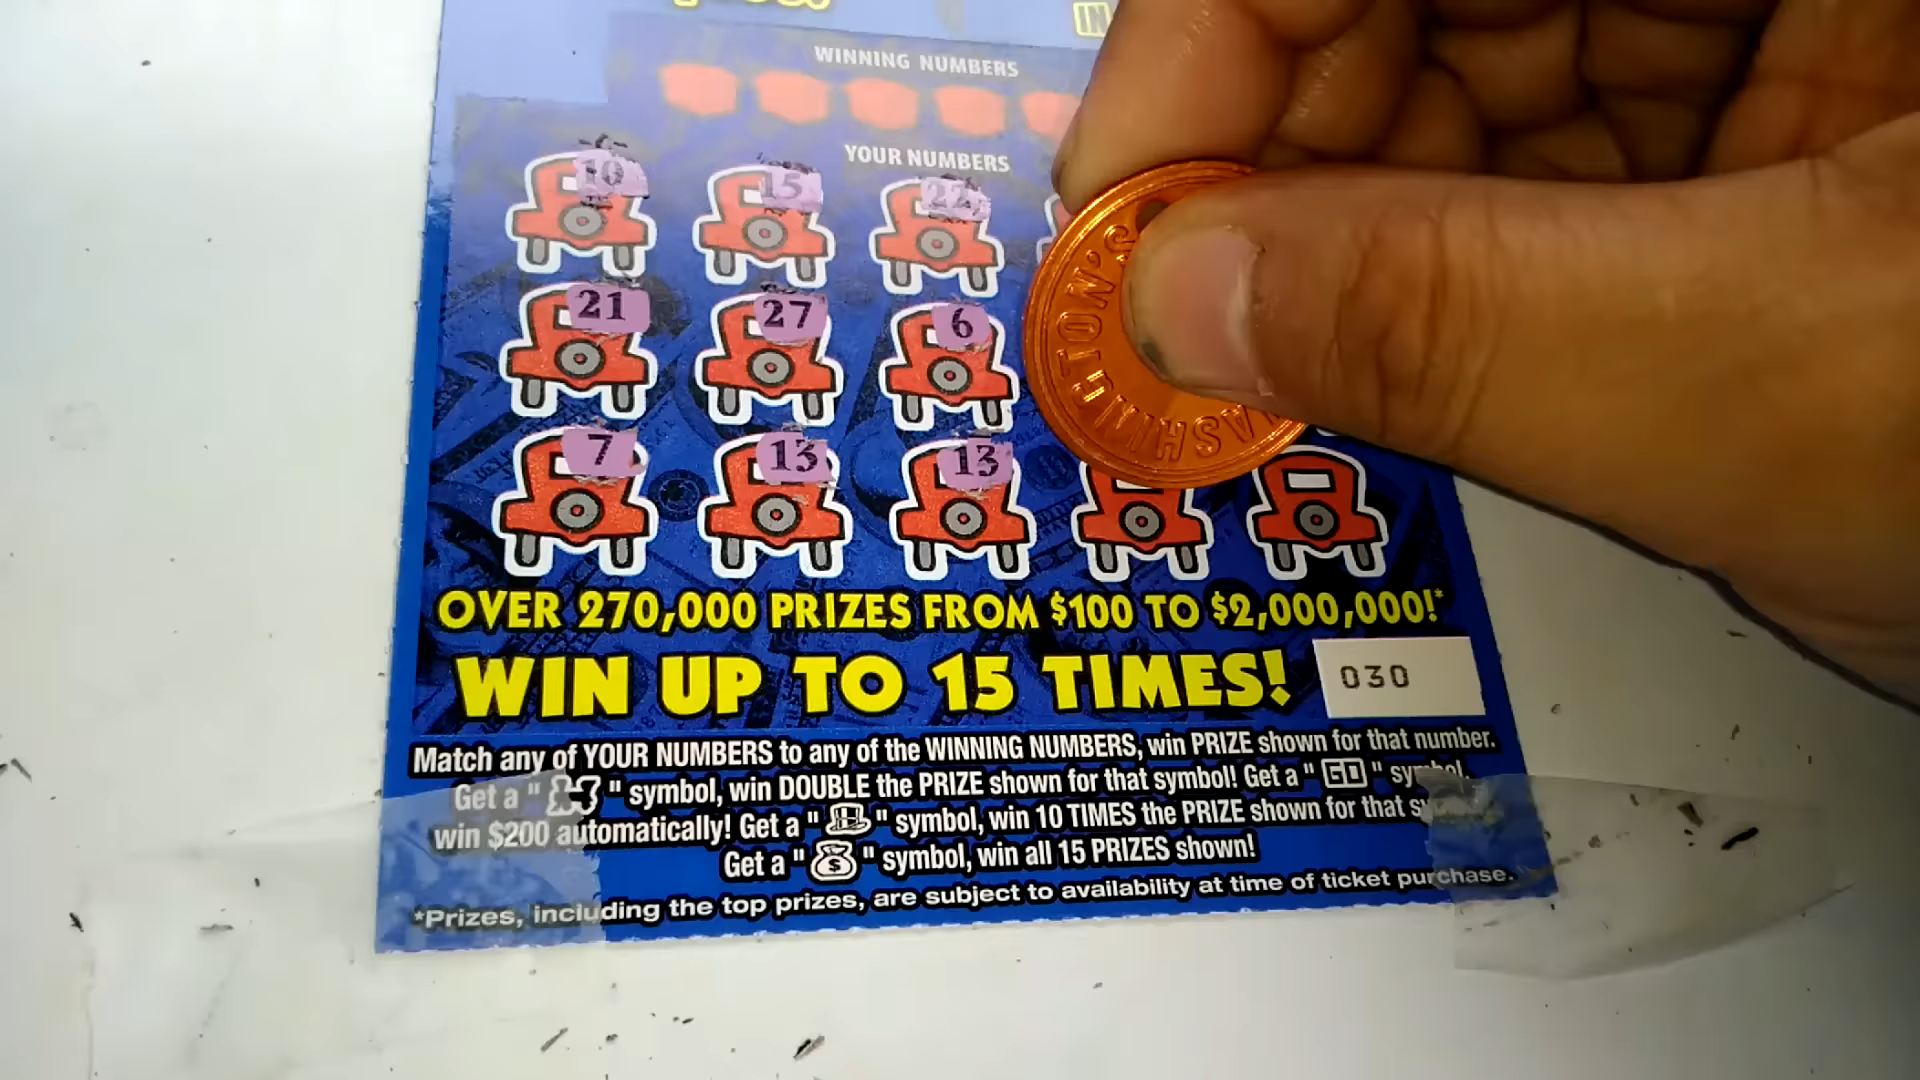 IN
WINNING NUMBERS
YOUR NUMBERS
10 15 22
21 27 6
7 13 13
ASHINGTON'S
OVER 270,000 PRIZES FROM $100 TO $2,000,000!*
WIN UP TO 15 TIMES!
030
Match any of YOUR NUMBERS to any of the WINNING NUMBERS, win PRIZE shown for that number.
Get a " " symbol, win DOUBLE the PRIZE shown for that symbol! Get a " GO " symbol,
win $200 automatically! Get a " " symbol, win 10 TIMES the PRIZE shown for that
Get a " $ " symbol, win all 15 PRIZES shown!
*Prizes, including the top prizes, are subject to availability at time of ticket purchase.